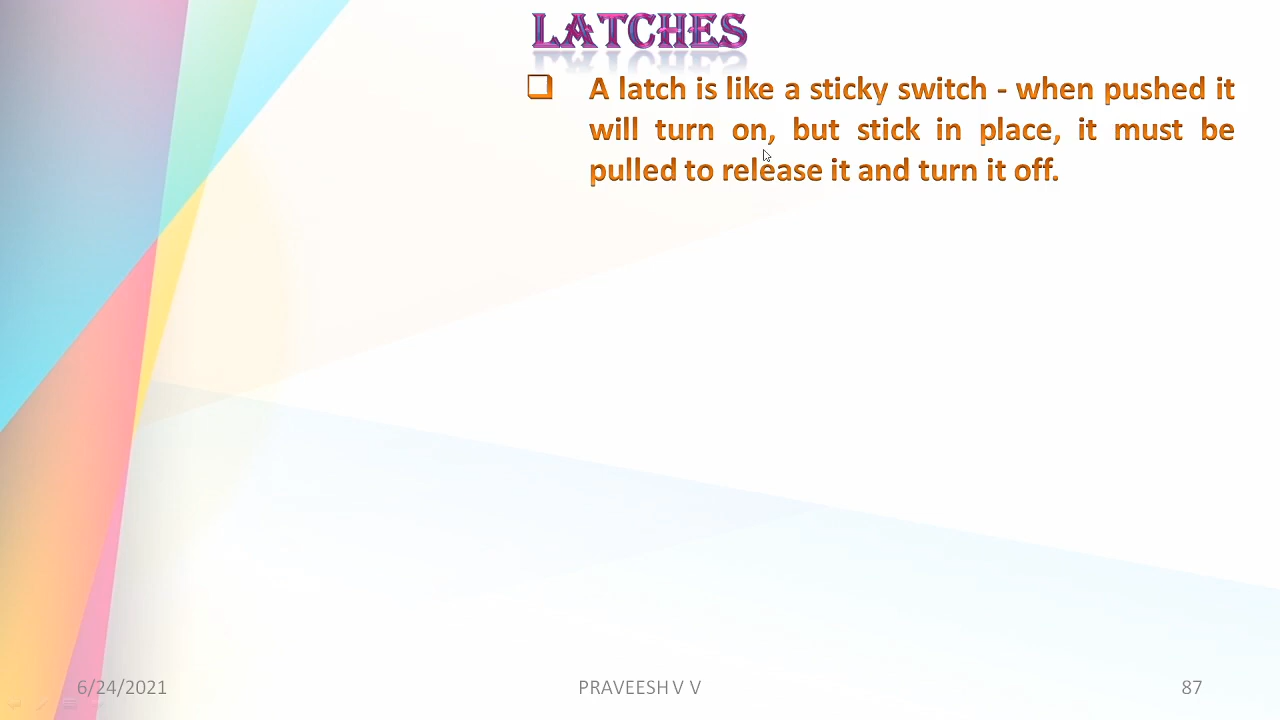 LATCHES
A latch is like a sticky switch - when pushed it
will turn on, but stick in place, it must be
pulled to release it and turn it off.
6/24/2021
PRAVEESH V V
87